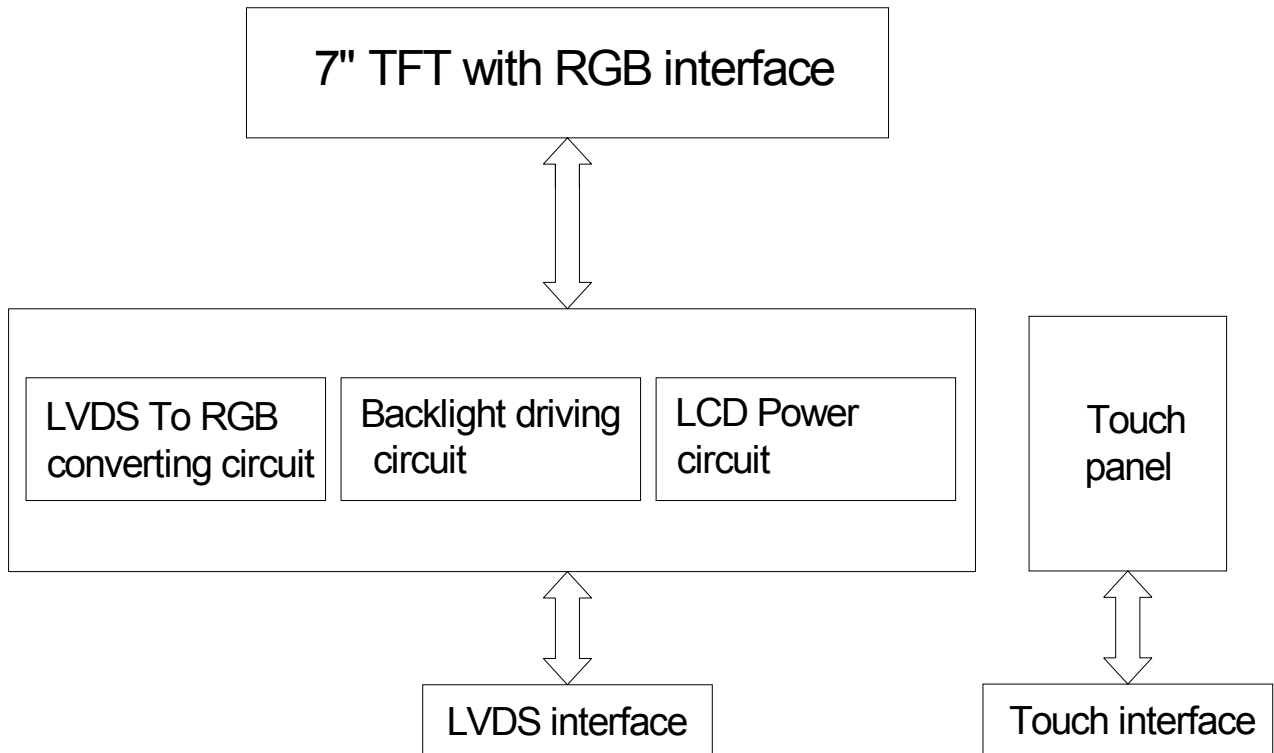 7" TFT with RGB interface
LVDS To RGB
converting circuit
Backlight driving
circuit
LCD Power
circuit
Touch
panel
LVDS interface
Touch interface